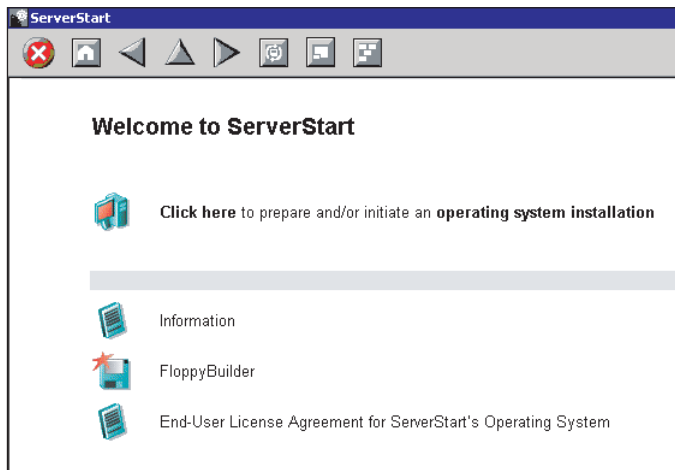 ServerStart
Welcome to ServerStart
Click here to prepare and/or initiate an operating system installation
Information
FloppyBuilder
End-User License Agreement for ServerStart's Operating System